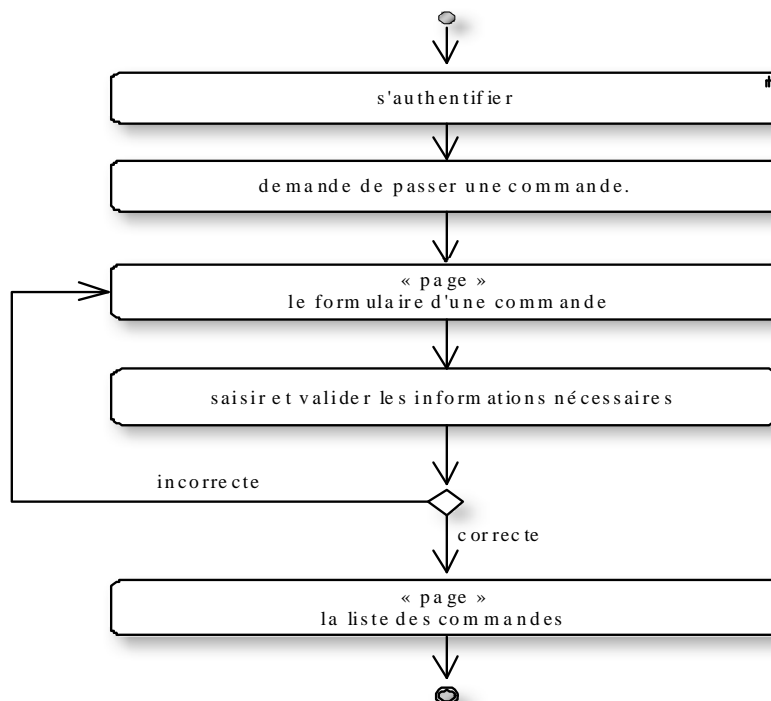 s'authentifier
demande de passer une commande.
« page »
le formulaire d'une commande
saisir et valider les informations nécessaires
incorrecte
correcte
« page »
la liste des commandes